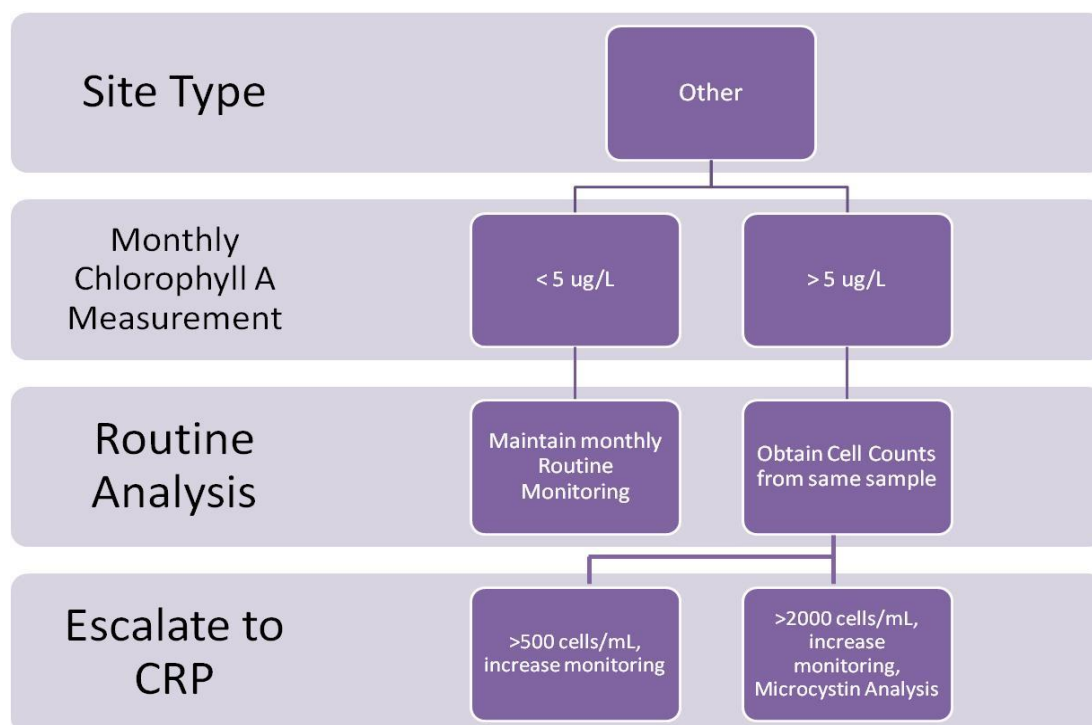 Site Type
Other
Monthly
Chlorophyll A
Measurement
< 5 ug/L
> 5 ug/L
Routine
Analysis
Maintain monthly
Routine
Monitoring
Obtain Cell Counts
from same sample
Escalate to
CRP
>500 cells/mL,
increase monitoring
>2000 cells/mL,
increase
monitoring,
Microcystin Analysis